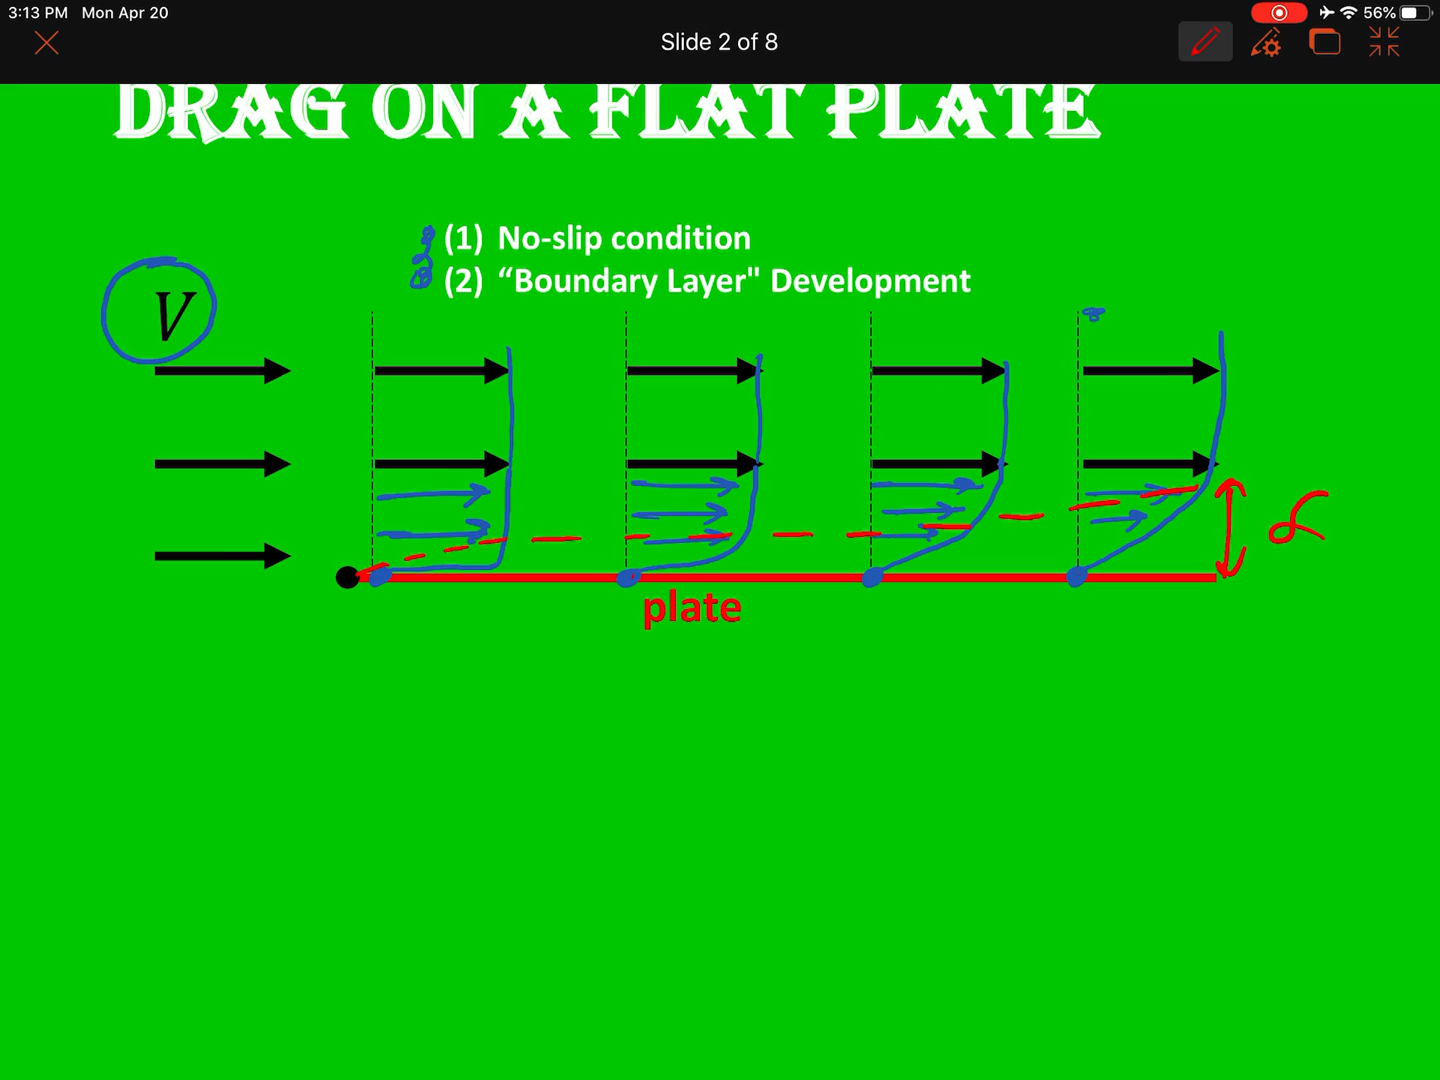 3:13 PM Mon Apr 20
56%
Slide 2 of 8
DRAG ON A FLAT PLATE
(1) No-slip condition
(2) “Boundary Layer" Development
V
plate